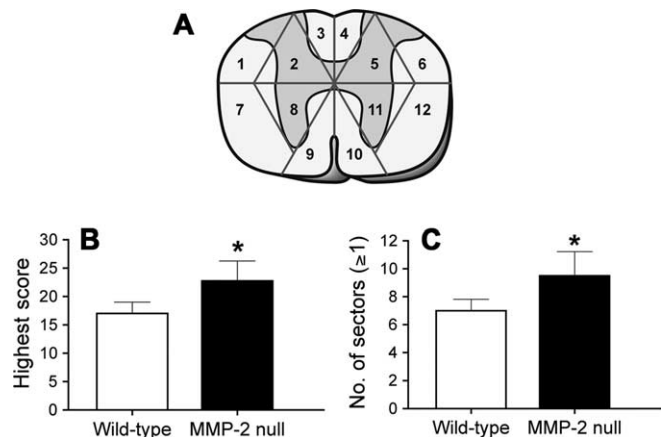 A
3 4
1 2 5 6
7 8 11 12
9 10
B
*
Highest score
30
25
20
15
10
5
0
Wild-type MMP-2 null
C
*
No. of sectors (≥1)
12
10
8
6
4
2
0
Wild-type MMP-2 null